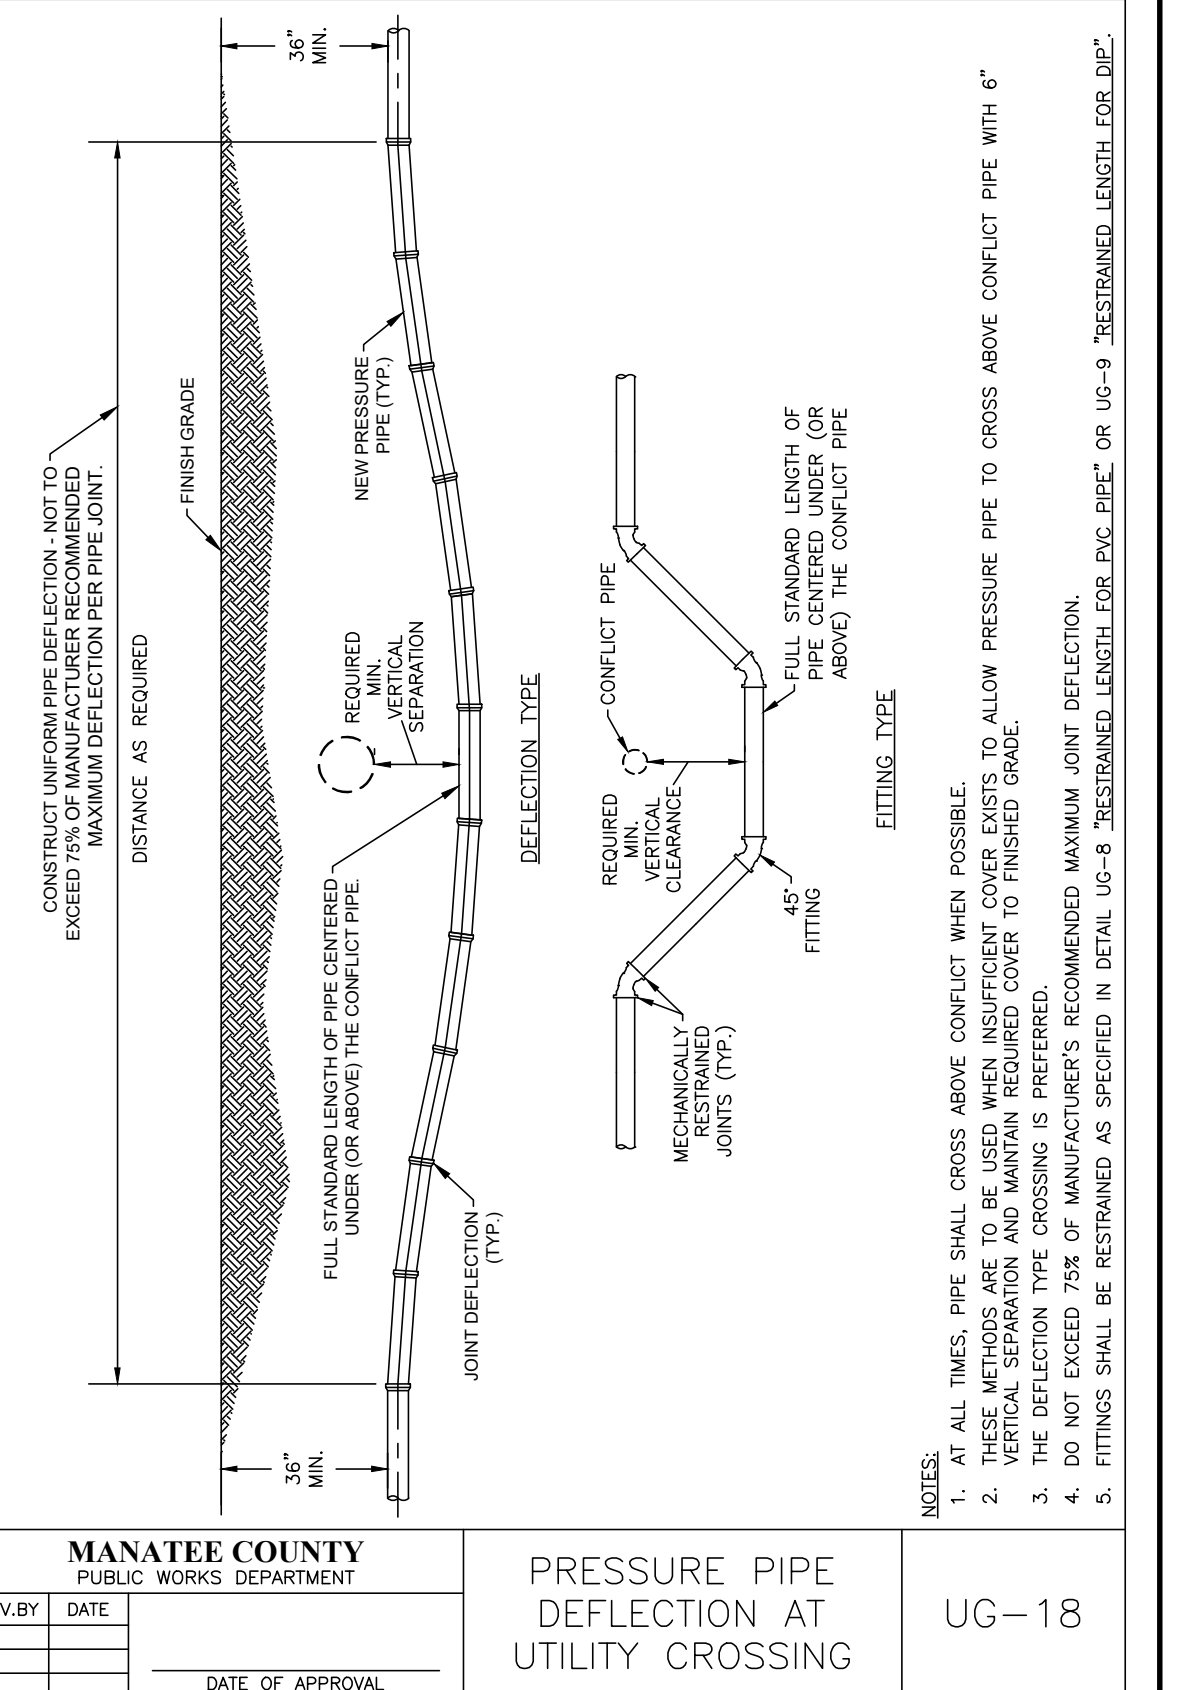 CONSTRUCT UNIFORM PIPE DEFLECTION - NOT TO
EXCEED 75% OF MANUFACTURER RECOMMENDED
MAXIMUM DEFLECTION PER PIPE JOINT.
DISTANCE AS REQUIRED
FINISH GRADE
36"
MIN.
36"
MIN.
NEW PRESSURE
PIPE (TYP.)
REQUIRED
MIN.
VERTICAL
SEPARATION
FULL STANDARD LENGTH OF PIPE CENTERED
UNDER (OR ABOVE) THE CONFLICT PIPE.
JOINT DEFLECTION
(TYP.)
DEFLECTION TYPE
CONFLICT PIPE
REQUIRED
MIN.
VERTICAL
CLEARANCE
MECHANICALLY
RESTRAINED
JOINTS (TYP.)
45°
FITTING
FULL STANDARD LENGTH OF
PIPE CENTERED UNDER (OR
ABOVE) THE CONFLICT PIPE
FITTING TYPE
NOTES:
1. AT ALL TIMES, PIPE SHALL CROSS ABOVE CONFLICT WHEN POSSIBLE.
2. THESE METHODS ARE TO BE USED WHEN INSUFFICIENT COVER EXISTS TO ALLOW PRESSURE PIPE TO CROSS ABOVE CONFLICT PIPE WITH 6"
VERTICAL SEPARATION AND MAINTAIN REQUIRED COVER TO FINISHED GRADE.
3. THE DEFLECTION TYPE CROSSING IS PREFERRED.
4. DO NOT EXCEED 75% OF MANUFACTURER'S RECOMMENDED MAXIMUM JOINT DEFLECTION.
5. FITTINGS SHALL BE RESTRAINED AS SPECIFIED IN DETAIL UG-8 "RESTRAINED LENGTH FOR PVC PIPE" OR UG-9 "RESTRAINED LENGTH FOR DIP".
MANATEE COUNTY
PUBLIC WORKS DEPARTMENT
V.BY DATE
DATE OF APPROVAL
PRESSURE PIPE
DEFLECTION AT
UTILITY CROSSING
UG-18